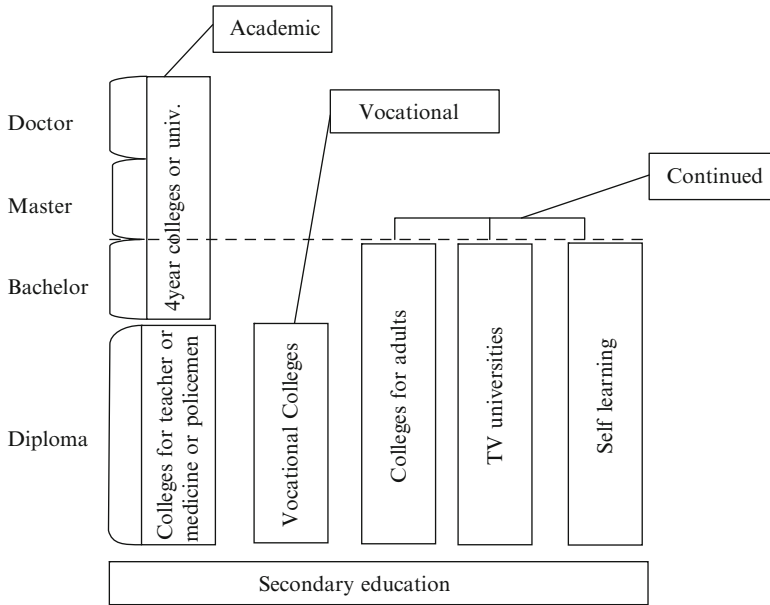 Academic
Vocational
Continued
Doctor
Master
Bachelor
Diploma
4year colleges or univ.
Colleges for teacher or
medicine or policemen
Vocational Colleges
Colleges for adults
TV universities
Self learning
Secondary education